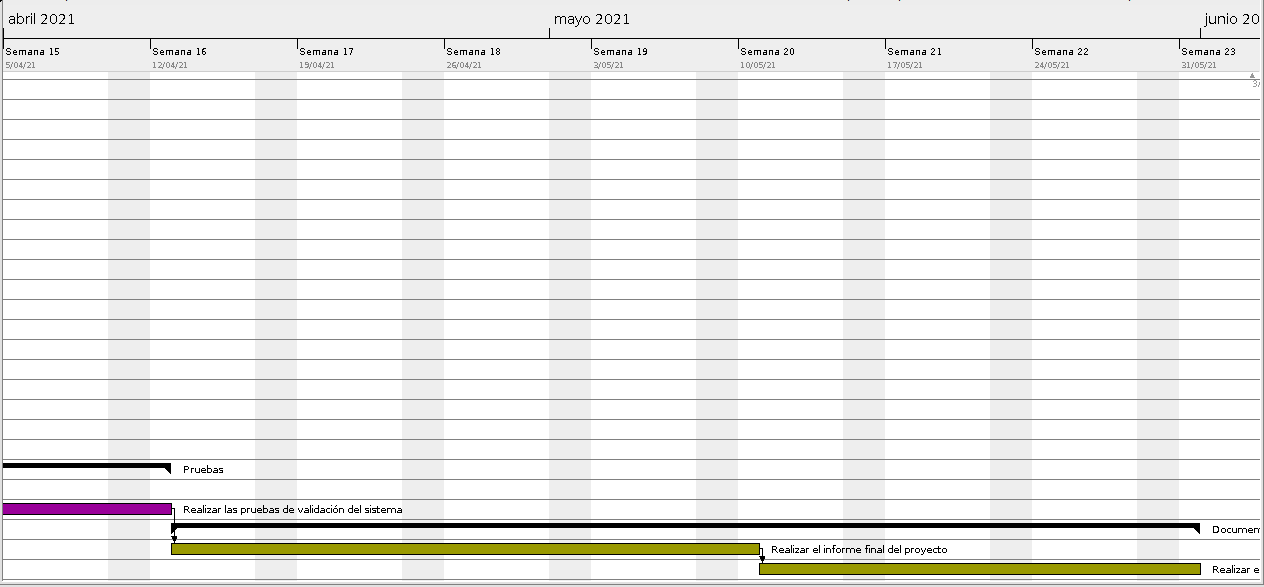 abril 2021 mayo 2021 junio 20
Semana 15 Semana 16 Semana 17 Semana 18 Semana 19 Semana 20 Semana 21 Semana 22 Semana 23
5/04/21 12/04/21 19/04/21 26/04/21 3/05/21 10/05/21 17/05/21 24/05/21 31/05/21
3/
Pruebas
Realizar las pruebas de validación del sistema
Documen
Realizar el informe final del proyecto
Realizar e